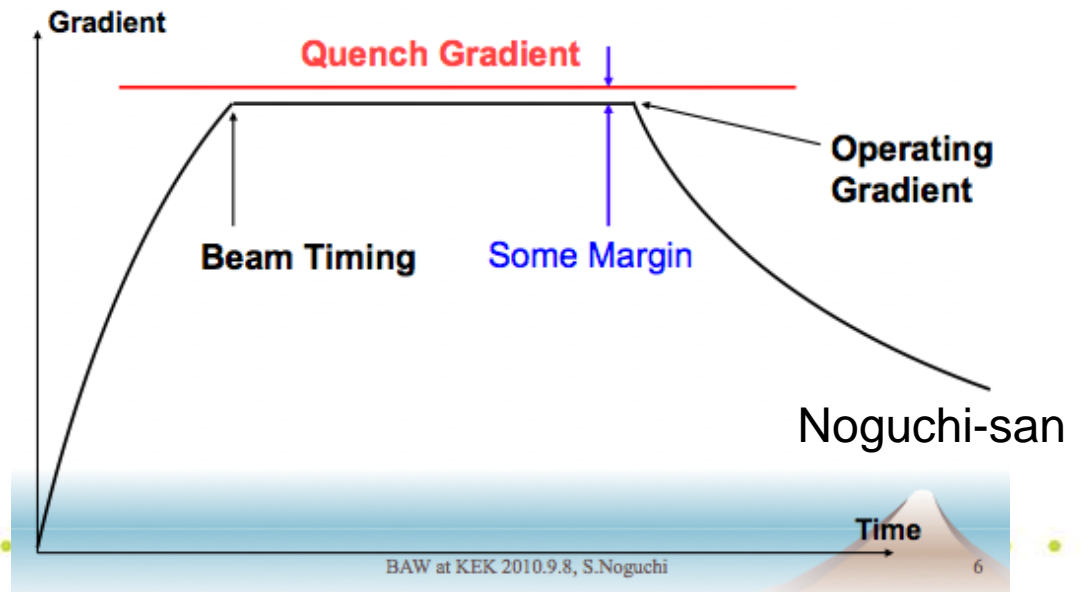 Gradient
Quench Gradient
Operating
Gradient
Beam Timing
Some Margin
Noguchi-san
Time
BAW at KEK 2010.9.8, S.Noguchi
6